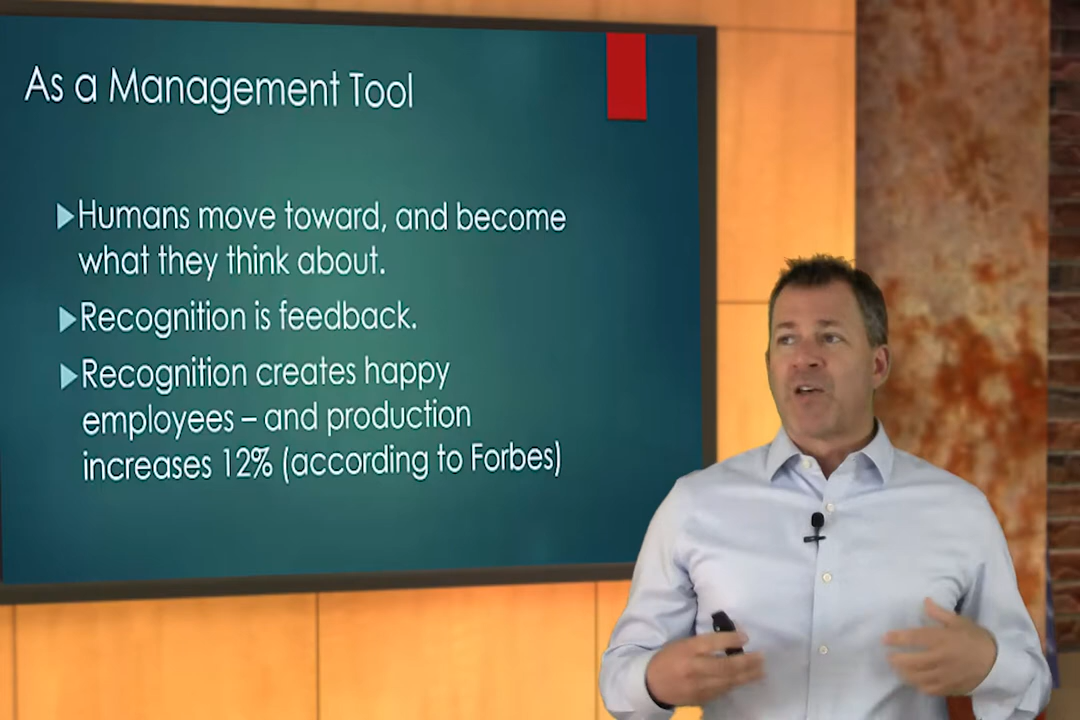 As a Management Tool
Humans move toward, and become
what they think about.
Recognition is feedback.
Recognition creates happy
employees – and production
increases 12% (according to Forbes)